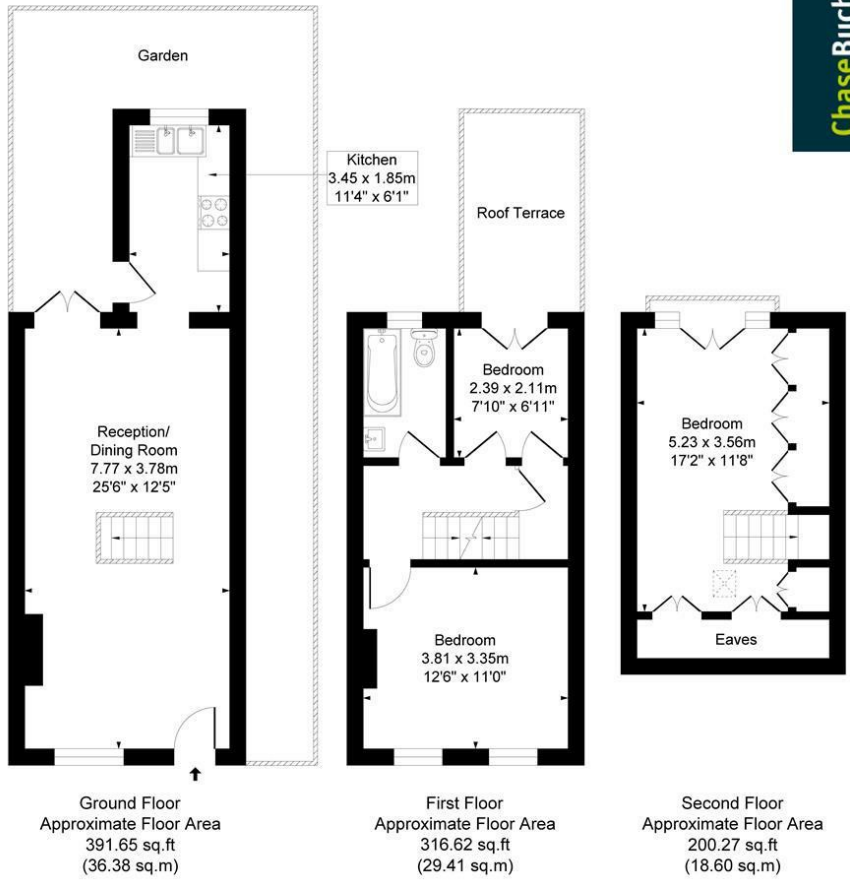 ChaseBuch
Garden
Kitchen
3.45 x 1.85m
11'4" x 6'1"
Roof Terrace
Reception/
Dining Room
7.77 x 3.78m
25'6" x 12'5"
Bedroom
2.39 x 2.11m
7'10" x 6'11"
Bedroom
5.23 x 3.56m
17'2" x 11'8"
Bedroom
3.81 x 3.35m
12'6" x 11'0"
Eaves
Ground Floor
Approximate Floor Area
391.65 sq.ft
(36.38 sq.m)
First Floor
Approximate Floor Area
316.62 sq.ft
(29.41 sq.m)
Second Floor
Approximate Floor Area
200.27 sq.ft
(18.60 sq.m)